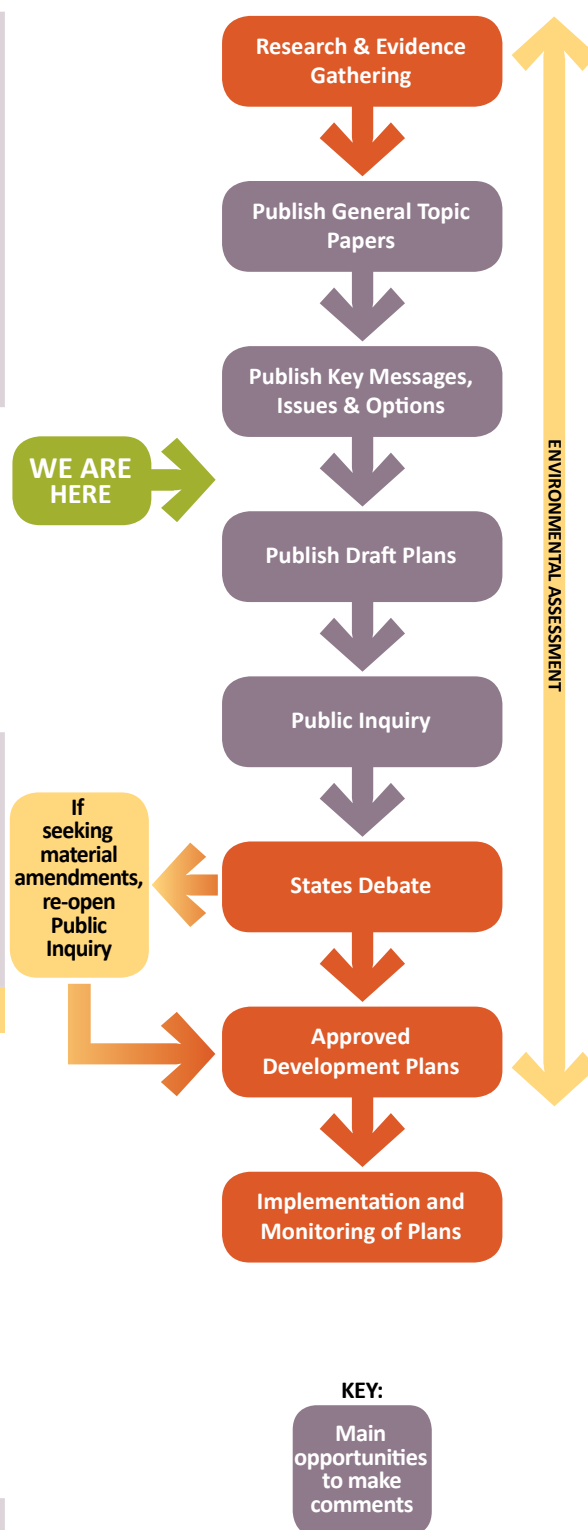 Research & Evidence
Gathering
Publish General Topic
Papers
Publish Key Messages,
Issues & Options
WE ARE
HERE
Publish Draft Plans
ENVIRONMENTAL ASSESSMENT
Public Inquiry
If
seeking
material
amendments,
re-open
Public
Inquiry
States Debate
Approved
Development Plans
Implementation and
Monitoring of Plans
KEY:
Main
opportunities
to make
comments